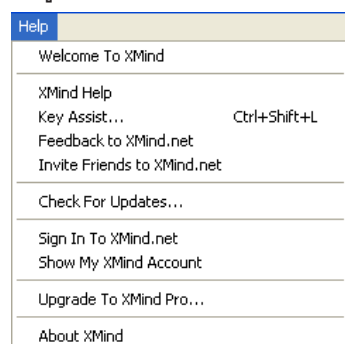 Help
Welcome To XMind
XMind Help
Key Assist... Ctrl+Shift+L
Feedback to XMind.net
Invite Friends to XMind.net
Check For Updates...
Sign In To XMind.net
Show My XMind Account
Upgrade To XMind Pro...
About XMind